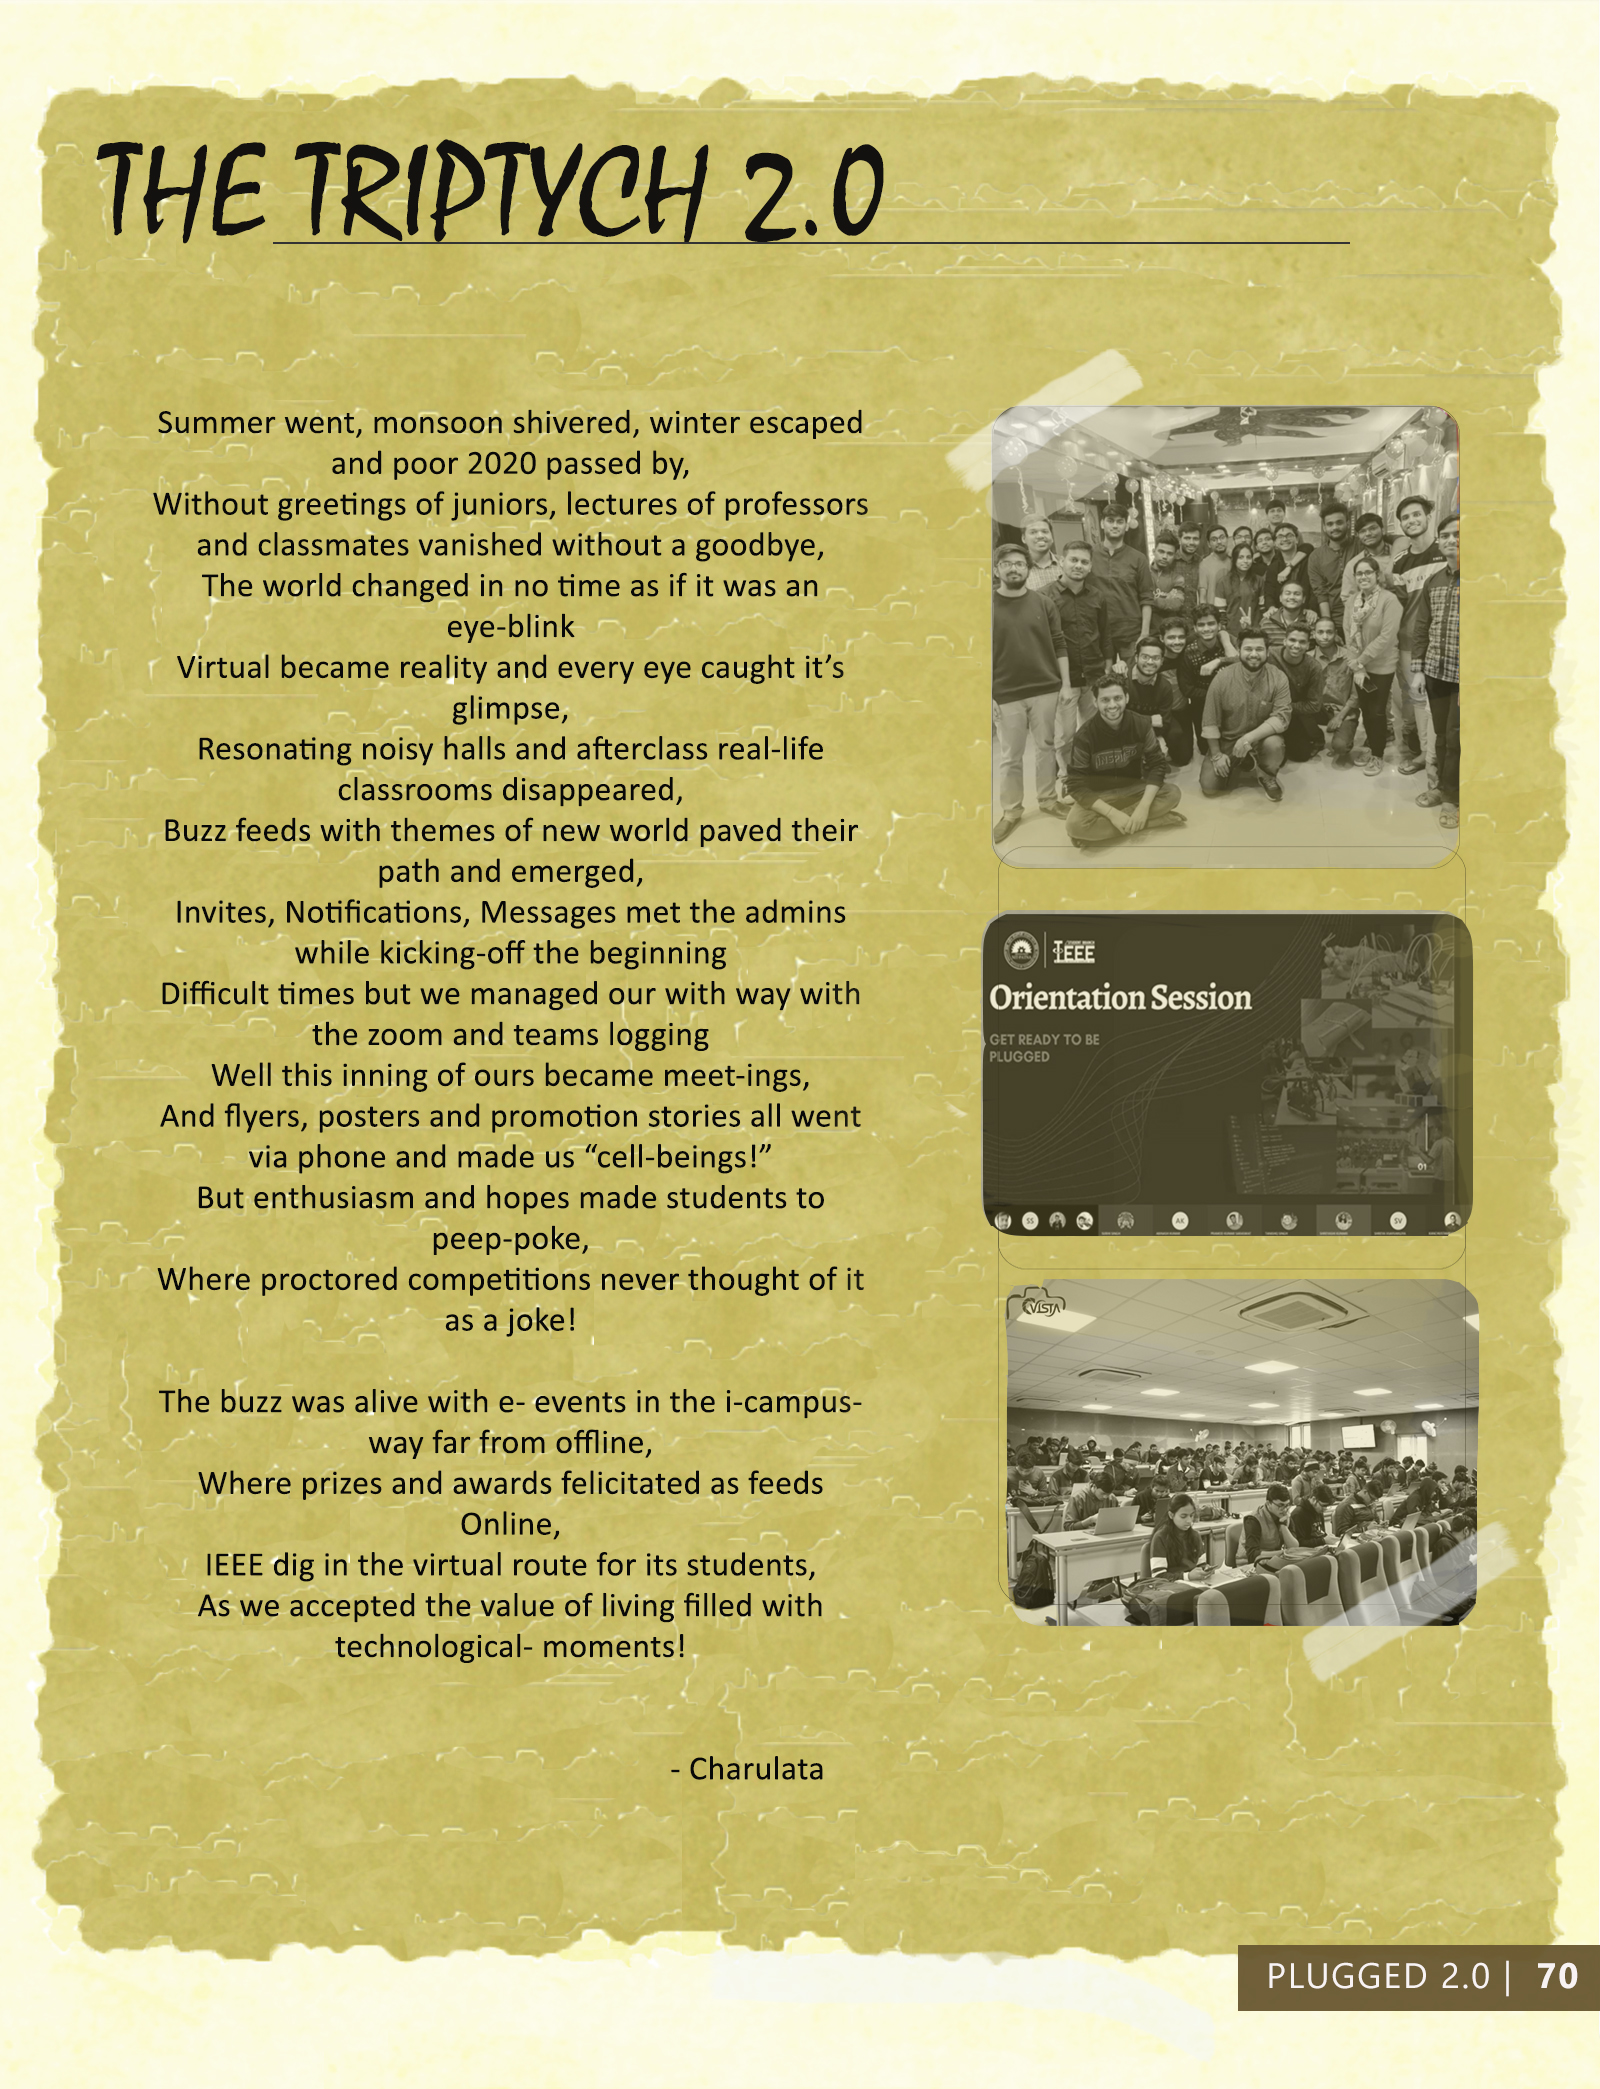 THE TRIPTYCH 2.0
Summer went, monsoon shivered, winter escaped
and poor 2020 passed by,
Without greetings of juniors, lectures of professors
and classmates vanished without a goodbye,
The world changed in no time as if it was an
eye-blink
Virtual became reality and every eye caught it’s
glimpse,
Resonating noisy halls and afterclass real-life
classrooms disappeared,
Buzz feeds with themes of new world paved their
path and emerged,
Invites, Notifications, Messages met the admins
while kicking-off the beginning
Difficult times but we managed our with way with
the zoom and teams logging
Well this inning of ours became meet-ings,
And flyers, posters and promotion stories all went
via phone and made us “cell-beings!”
But enthusiasm and hopes made students to
peep-poke,
Where proctored competitions never thought of it
as a joke!
The buzz was alive with e- events in the i-campus-
way far from offline,
Where prizes and awards felicitated as feeds
Online,
IEEE dig in the virtual route for its students,
As we accepted the value of living filled with
technological- moments!
- Charulata
IEEE
Orientation Session
GET READY TO BE
PLUGGED
01
SS
AK
SV
VISTA
PLUGGED 2.0 | 70